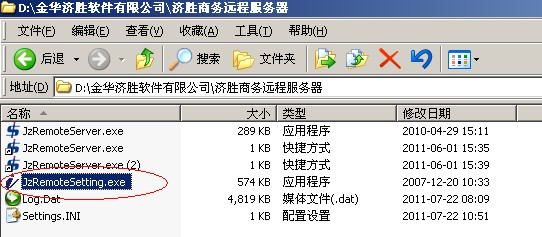 D:\金华济胜软件有限公司\济胜商务远程服务器
文件(F) 编辑(E) 查看(V) 收藏(A) 工具(T) 帮助(H)
后退 搜索 文件夹
地址(D) D:\金华济胜软件有限公司\济胜商务远程服务器
名称 大小 类型 修改日期
JzRemoteServer.exe 289 KB 应用程序 2010-04-29 15:11
JzRemoteServer.exe 1 KB 快捷方式 2011-06-01 15:35
JzRemoteServer.exe (2) 1 KB 快捷方式 2011-06-01 15:39
JzRemoteSetting.exe 574 KB 应用程序 2007-12-20 10:33
Log.Dat 4,819 KB 媒体文件(.dat) 2011-07-22 08:09
Settings.INI 1 KB 配置设置 2011-07-22 10:51